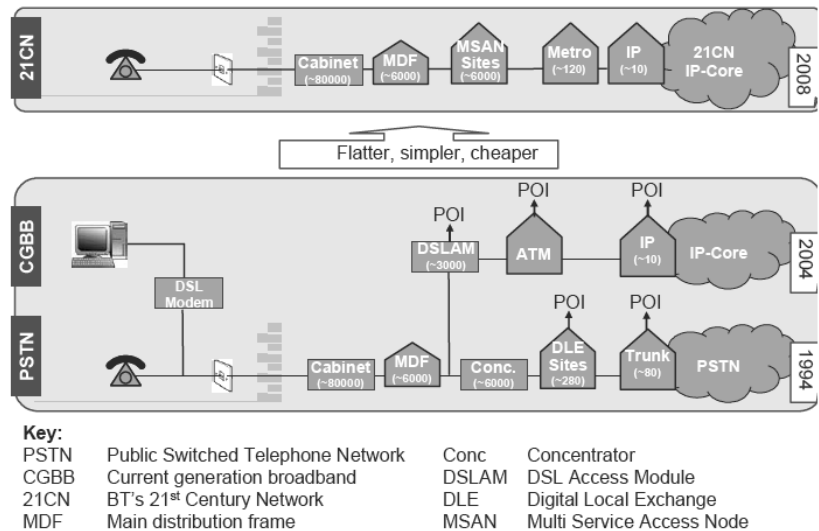 21CN
Cabinet
(~80000)
MDF
(~6000)
MSAN
Sites
(~6000)
Metro
(~120)
IP
(~10)
21CN
IP-Core
2008
Flatter, simpler, cheaper
CGBB
DSL
Modem
POI
DSLAM
(~3000)
POI
ATM
POI
IP
(~10)
IP-Core
2004
PSTN
Cabinet
(~80000)
MDF
(~6000)
Conc.
(~6000)
POI
DLE
Sites
(~280)
POI
Trunk
(~80)
PSTN
1994
Key:
PSTN Public Switched Telephone Network Conc Concentrator
CGBB Current generation broadband DSLAM DSL Access Module
21CN BT's 21st Century Network DLE Digital Local Exchange
MDF Main distribution frame MSAN Multi Service Access Node